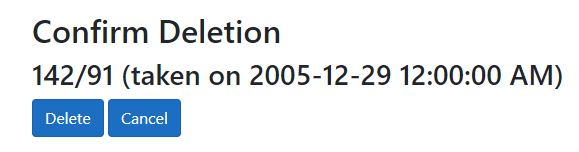 Confirm Deletion
142/91 (taken on 2005-12-29 12:00:00 AM)
Delete Cancel